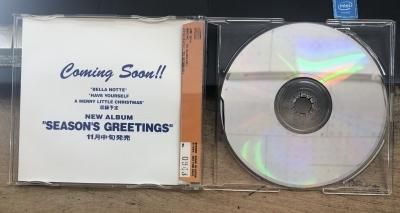 Coming Soon!!
"BELLA NOTTE"
"HAVE YOURSELF
A MERRY LITTLE CHRISTMAS"
収録予定
NEW ALBUM
"SEASON'S GREETINGS"
11月中旬発売
intel